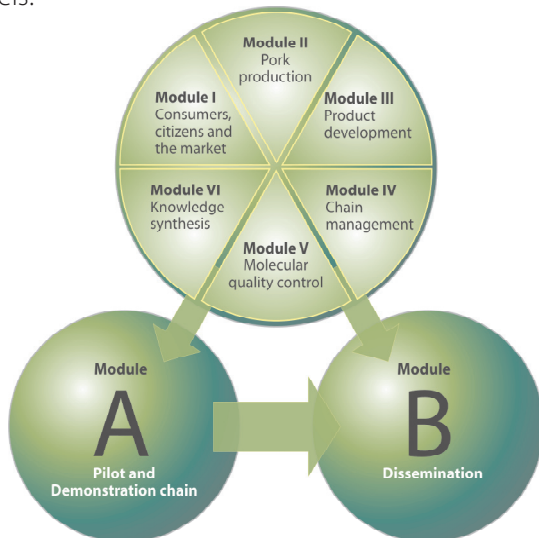 Module II
Pork
production
Module I
Consumers,
citizens and
the market
Module III
Product
development
Module VI
Knowledge
synthesis
Module IV
Chain
management
Module V
Molecular
quality control
Module
A
Pilot and
Demonstration chain
Module
B
Dissemination